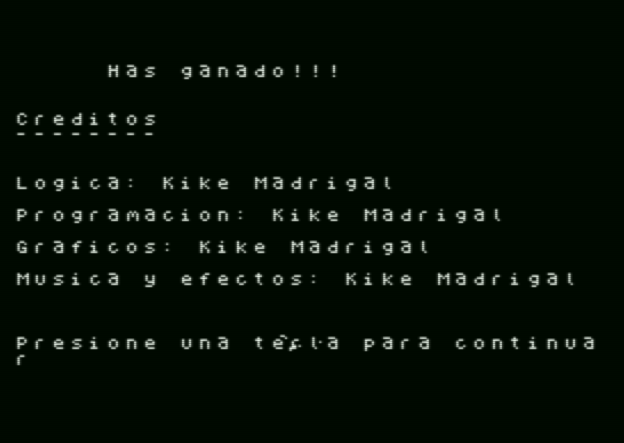 Has ganado!!!
Creditos
--------
Logica: Kike Madrigal
Programacion: Kike Madrigal
Graficos: Kike Madrigal
Musica y efectos: Kike Madrigal
Presione una tecla para continua
r